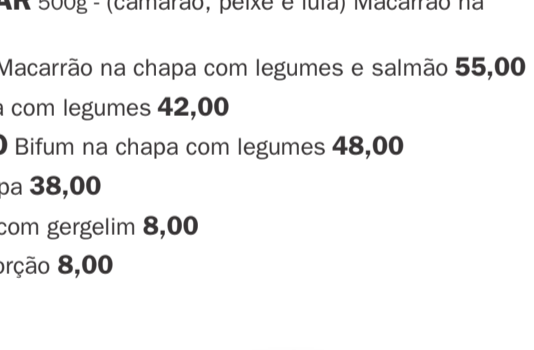 500g - (camarão, peixe e lula) Macarrão na
Macarrão na chapa com legumes e salmão 55,00
com legumes 42,00
Bifum na chapa com legumes 48,00
38,00
com gergelim 8,00
8,00